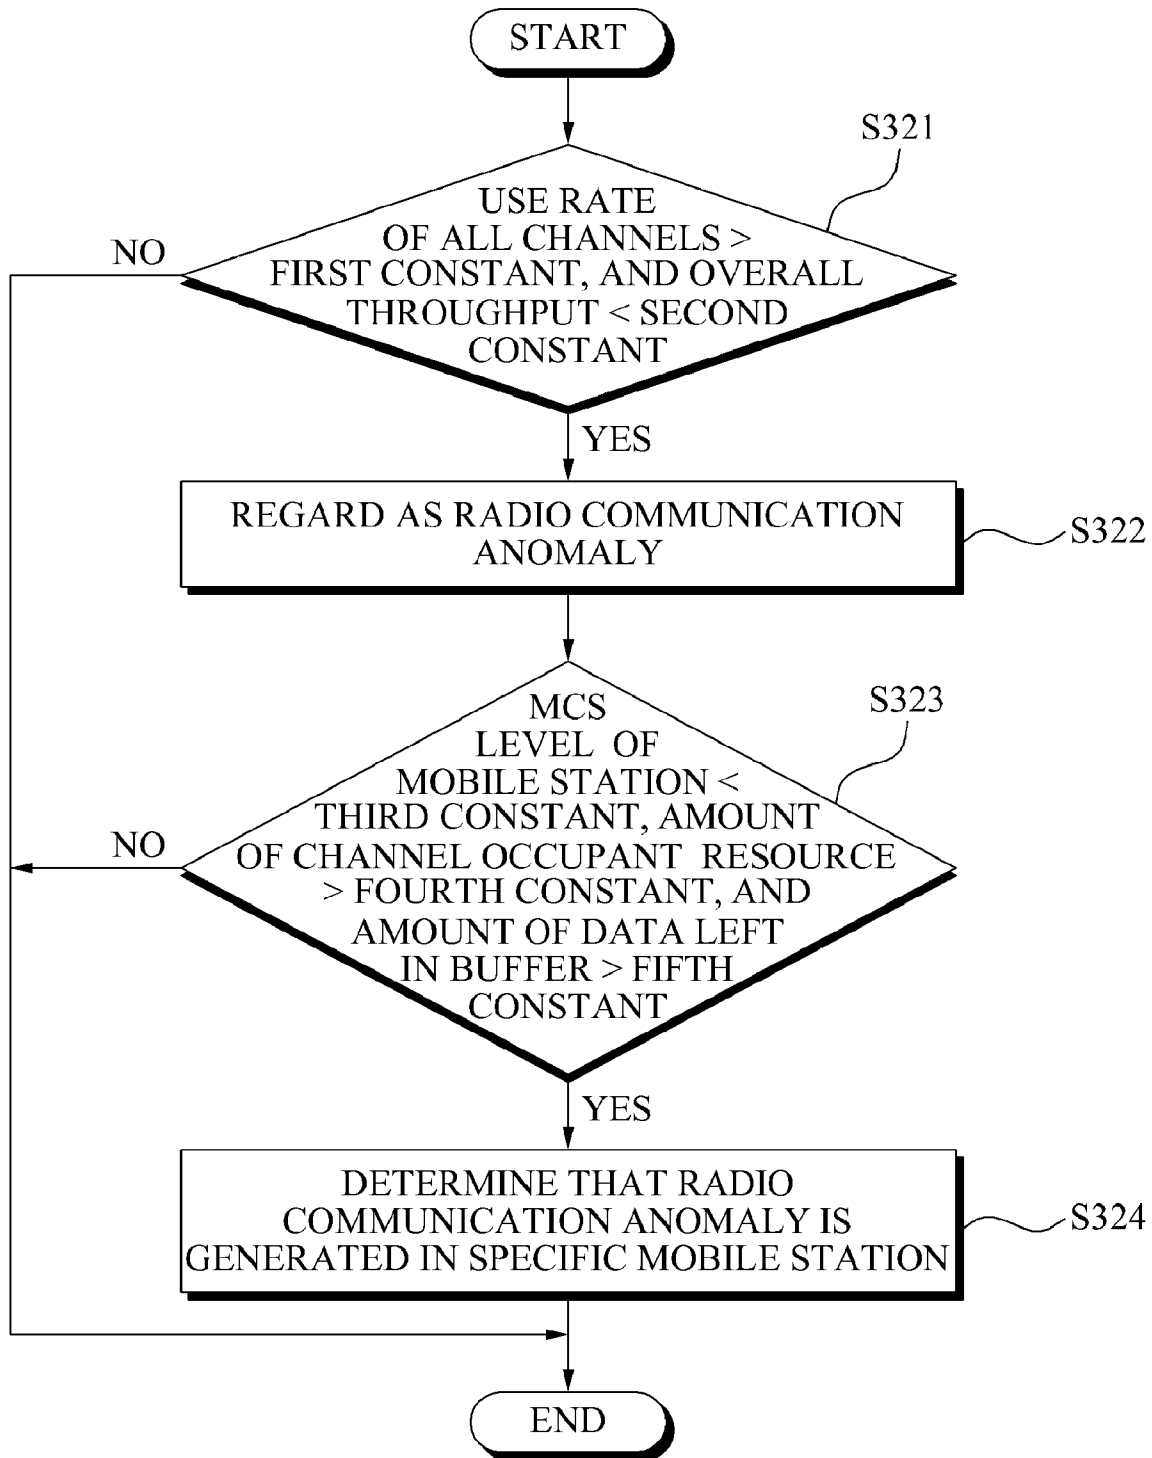 START
S321
USE RATE
OF ALL CHANNELS >
FIRST CONSTANT, AND OVERALL
THROUGHPUT < SECOND
CONSTANT
NO
YES
REGARD AS RADIO COMMUNICATION
ANOMALY
S322
MCS
LEVEL OF
MOBILE STATION <
THIRD CONSTANT, AMOUNT
OF CHANNEL OCCUPANT RESOURCE
> FOURTH CONSTANT, AND
AMOUNT OF DATA LEFT
IN BUFFER > FIFTH
CONSTANT
S323
NO
YES
DETERMINE THAT RADIO
COMMUNICATION ANOMALY IS
GENERATED IN SPECIFIC MOBILE STATION
S324
END